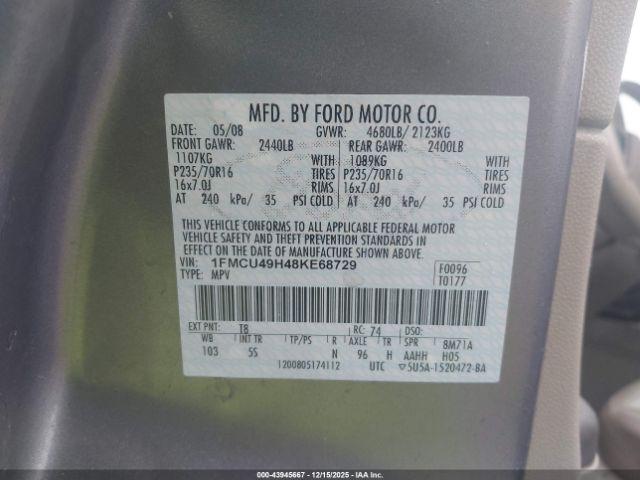 MFD. BY FORD MOTOR CO.
DATE: 05/08 GVWR: 4680LB/ 2123KG
FRONT GAWR: 2440LB REAR GAWR: 2400LB
1107KG WITH 1089KG WITH
P235/70R16 TIRES P235/70R16 TIRES
16x7.0J RIMS 16x7.0J RIMS
AT 240 kPa/ 35 PSI COLD AT 240 kPa/ 35 PSI COLD
THIS VEHICLE CONFORMS TO ALL APPLICABLE FEDERAL MOTOR
VEHICLE SAFETY AND THEFT PREVENTION STANDARDS IN
EFFECT ON THE DATE OF MANUFACTURE SHOWN ABOVE.
VIN: 1FMCU49H48KE68729 F0096
TYPE: MPV T0177
EXT PNT: T8 RC: 74 DSO:
WB INT TR TP/PS R AXLE TR SPR 8M71A
103 5S N 96 H AAHH H05
1200805174112 UTC ▽5U5A-1520472-BA
000-43945667 - 12/15/2025 - IAAI.com